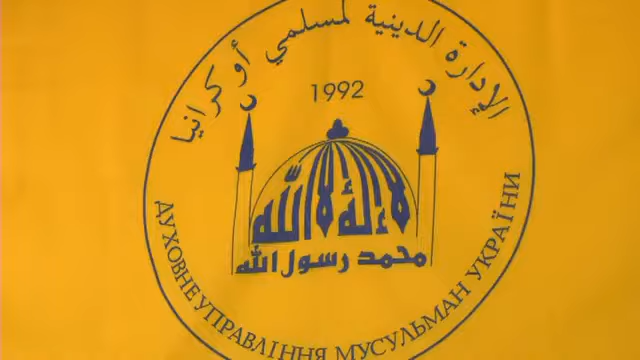 الإدارة الدينية لمسلمي أوكرانيا
1992
لا إله إلا الله
محمد رسول الله
ДУХОВНЕ УПРАВЛІННЯ МУСУЛЬМАН УКРАЇНИ